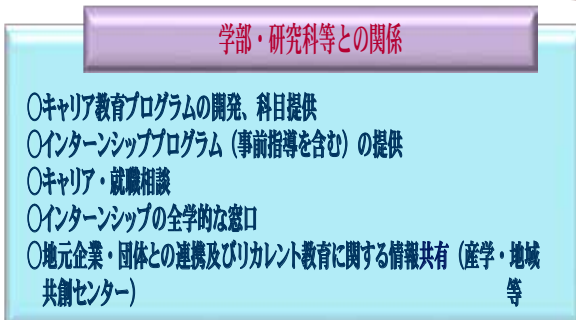 学部・研究科等との関係
○キャリア教育プログラムの開発、科目提供
○インターンシッププログラム（事前指導を含む）の提供
○キャリア・就職相談
○インターンシップの全学的な窓口
○地元企業・団体との連携及びリカレント教育に関する情報共有（産学・地域
共創センター） 等